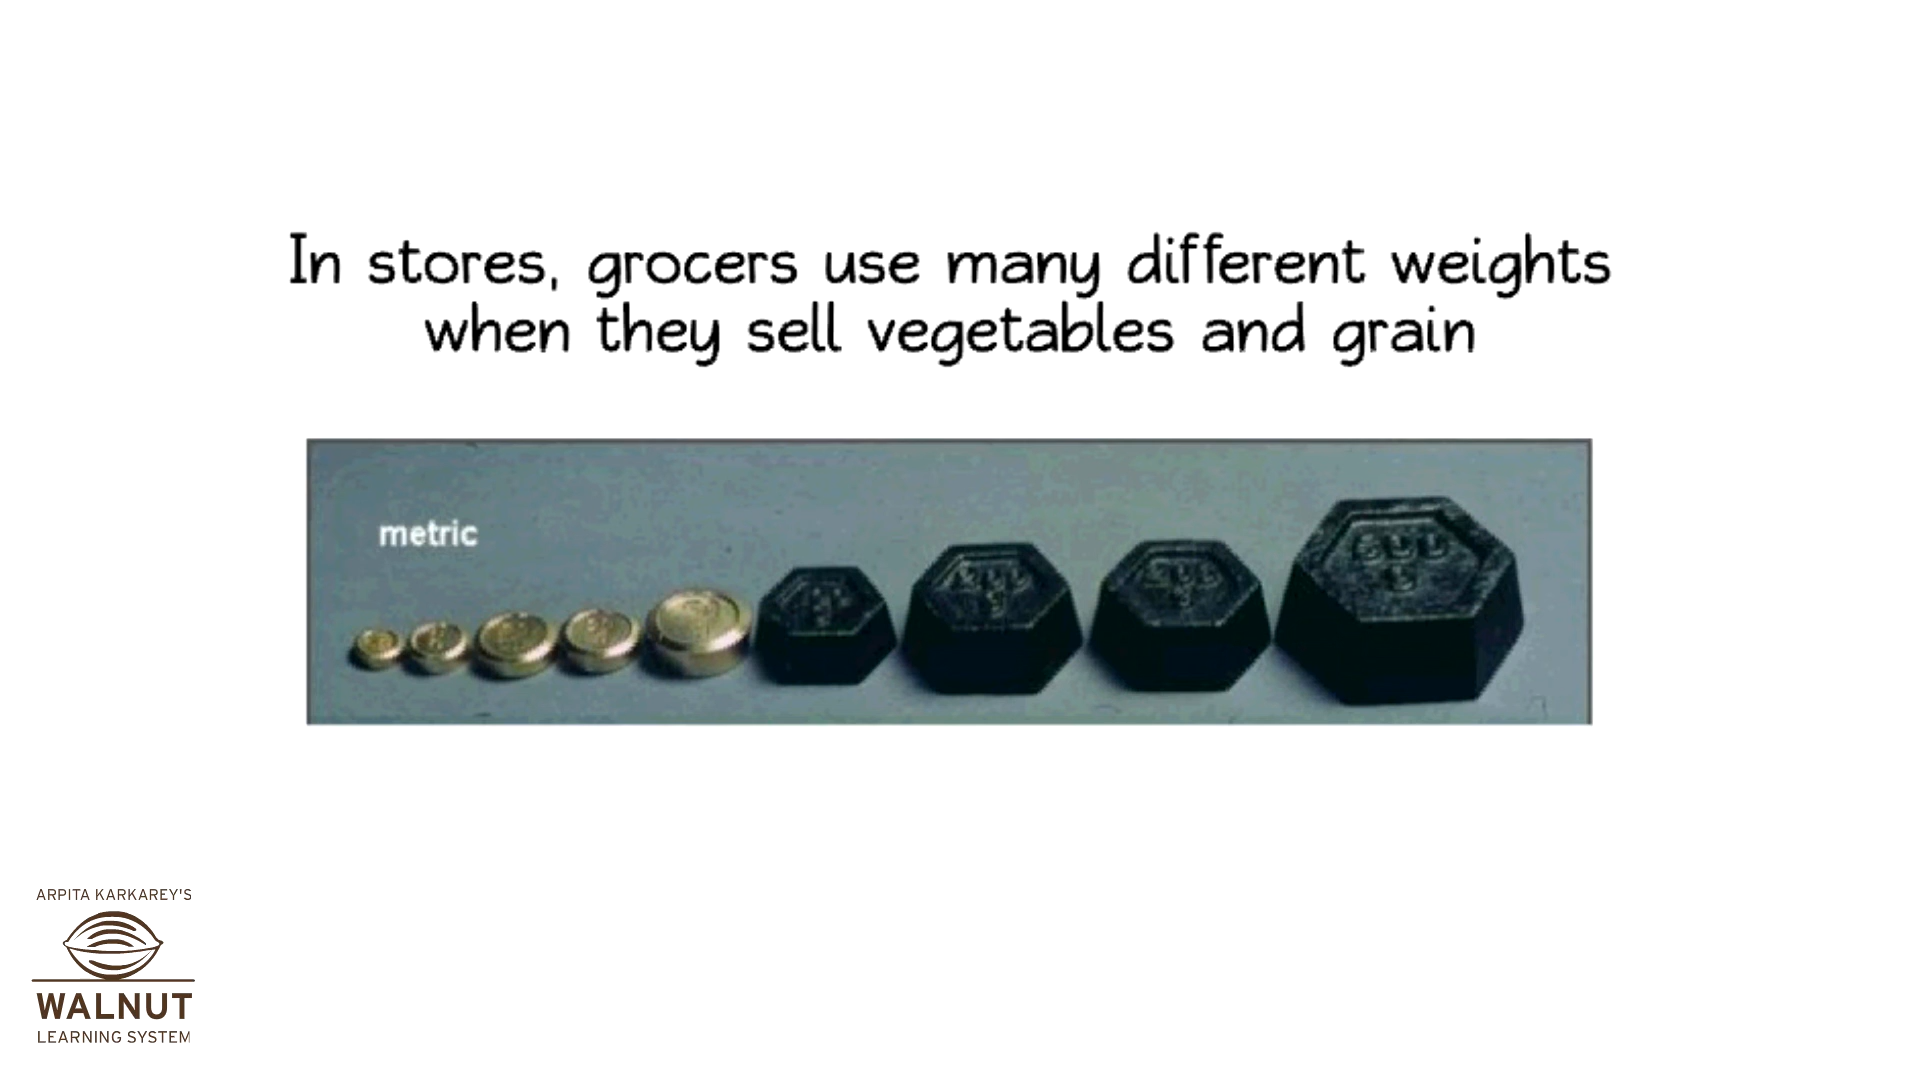 In stores, grocers use many different weights
when they sell vegetables and grain
metric
ARPITA KARKAREY'S
WALNUT
LEARNING SYSTEM